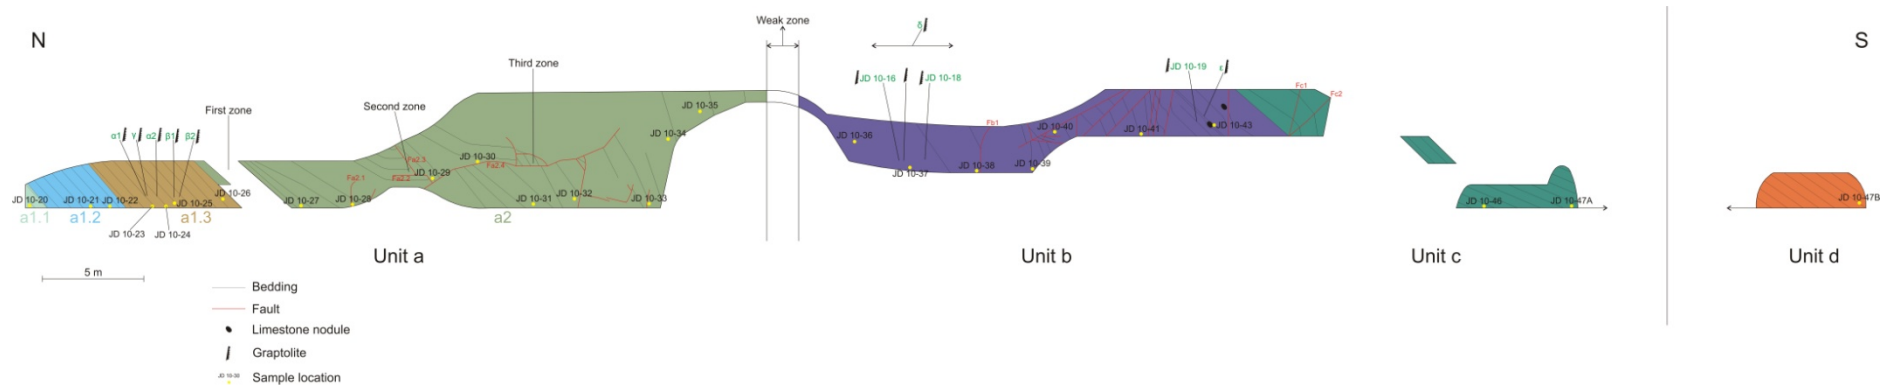 N
S
Weak zone
δ
Third zone
Second zone
First zone
α1 γ α2 β1 β2
JD 10-16
JD 10-18
JD 10-19
ε
JD 10-35
JD 10-34
JD 10-36
JD 10-40
JD 10-41
JD 10-43
Fc1
Fc2
Fb1
Fa2.3
JD 10-30
Fa2.4
JD 10-29
Fa2.1
Fa2.2
JD 10-37
JD 10-38
JD 10-39
JD 10-20
JD 10-21
JD 10-22
JD 10-25
JD 10-26
JD 10-27
JD 10-28
JD 10-31
JD 10-32
JD 10-33
JD 10-46
JD 10-47A
JD 10-47B
a1.1
a1.2
a1.3
a2
JD 10-23
JD 10-24
Unit a
Unit b
Unit c
Unit d
5 m
Bedding
Fault
Limestone nodule
Graptolite
JD 10-30
Sample location